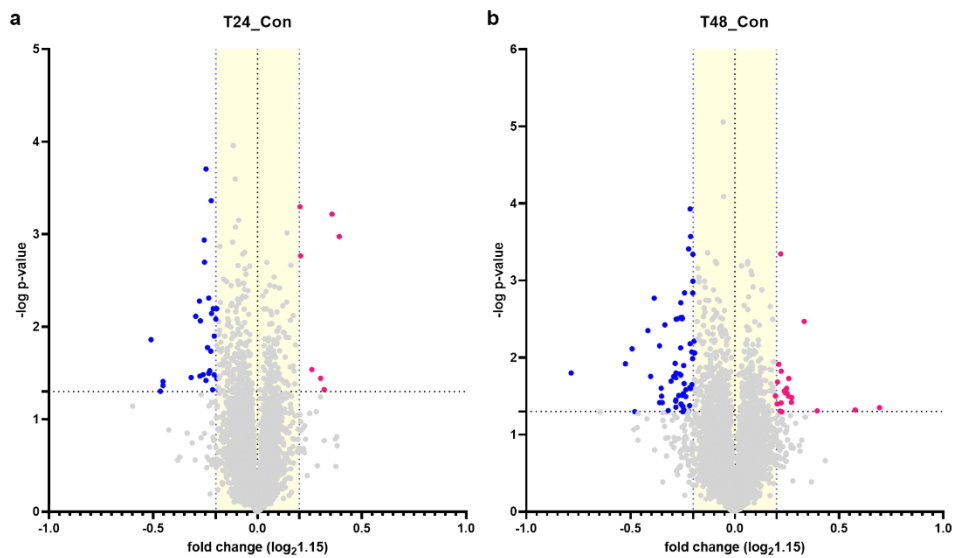 a
T24_Con
5
4
3
2
1
0
-log p-value
-1.0
-0.5
0.0
0.5
1.0
fold change (log₂1.15)
b
T48_Con
6
5
4
3
2
1
0
-log p-value
-1.0
-0.5
0.0
0.5
1.0
fold change (log₂1.15)